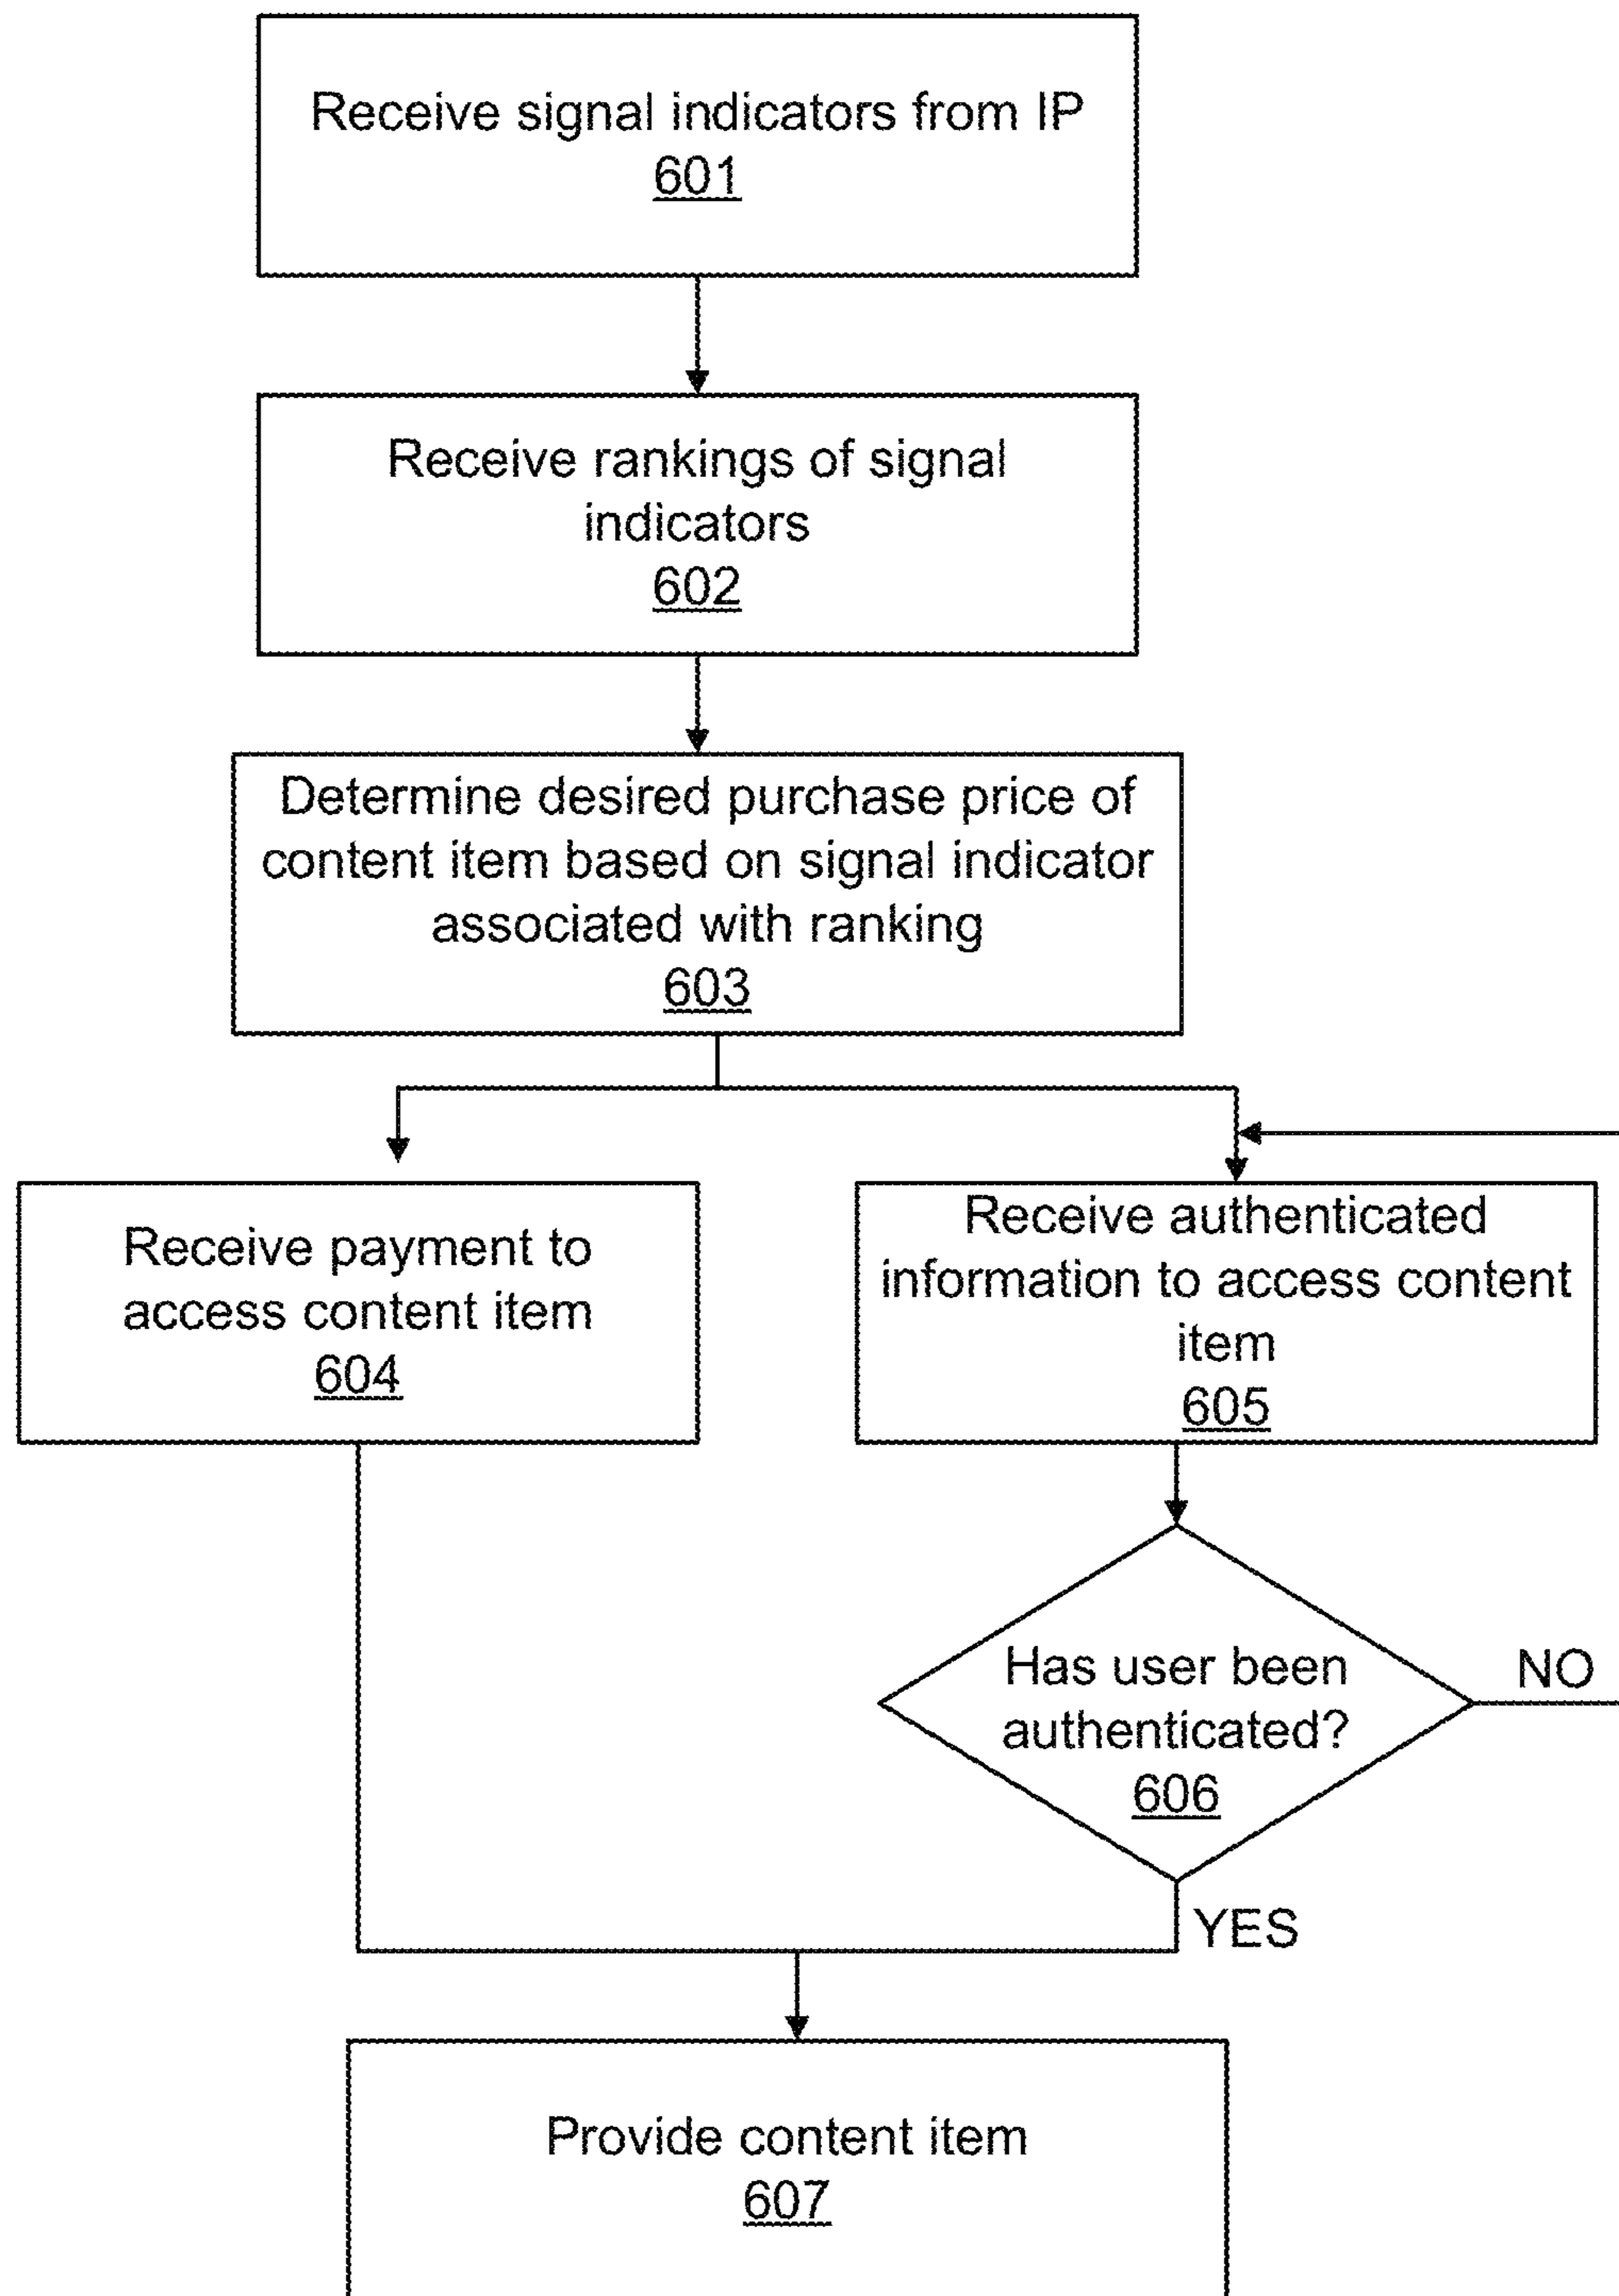 Receive signal indicators from IP
601
Receive rankings of signal
indicators
602
Determine desired purchase price of
content item based on signal indicator
associated with ranking
603
Receive payment to
access content item
604
Receive authenticated
information to access content
item
605
Has user been
authenticated?
606
NO
YES
Provide content item
607